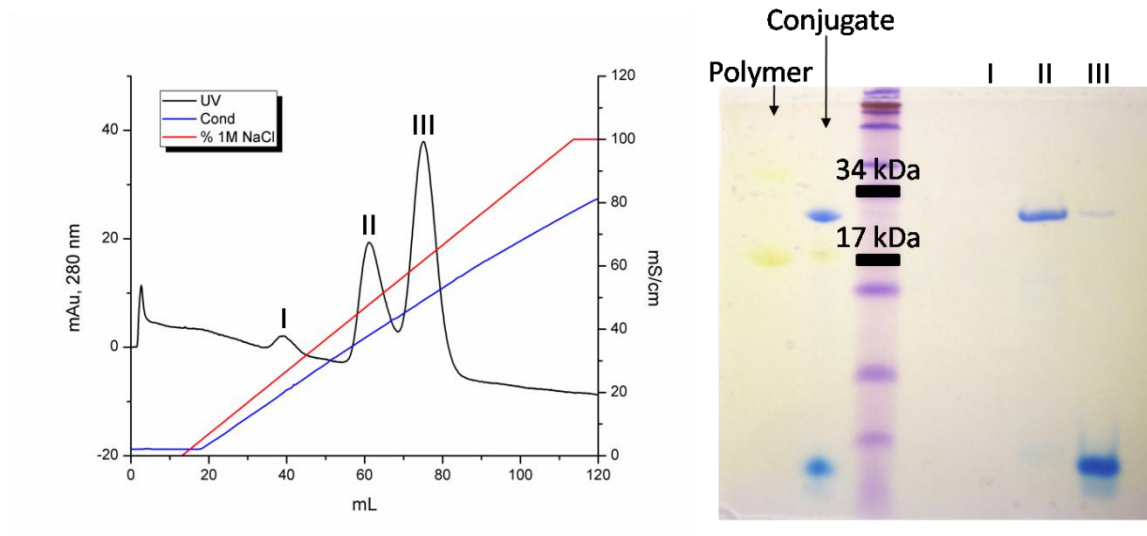 UV
Cond
% 1M NaCl
I
II
III
40
20
0
-20
mAu, 280 nm
120
100
80
60
40
20
0
mS/cm
0 20 40 60 80 100 120
mL
Conjugate
Polymer
I II III
34 kDa
17 kDa